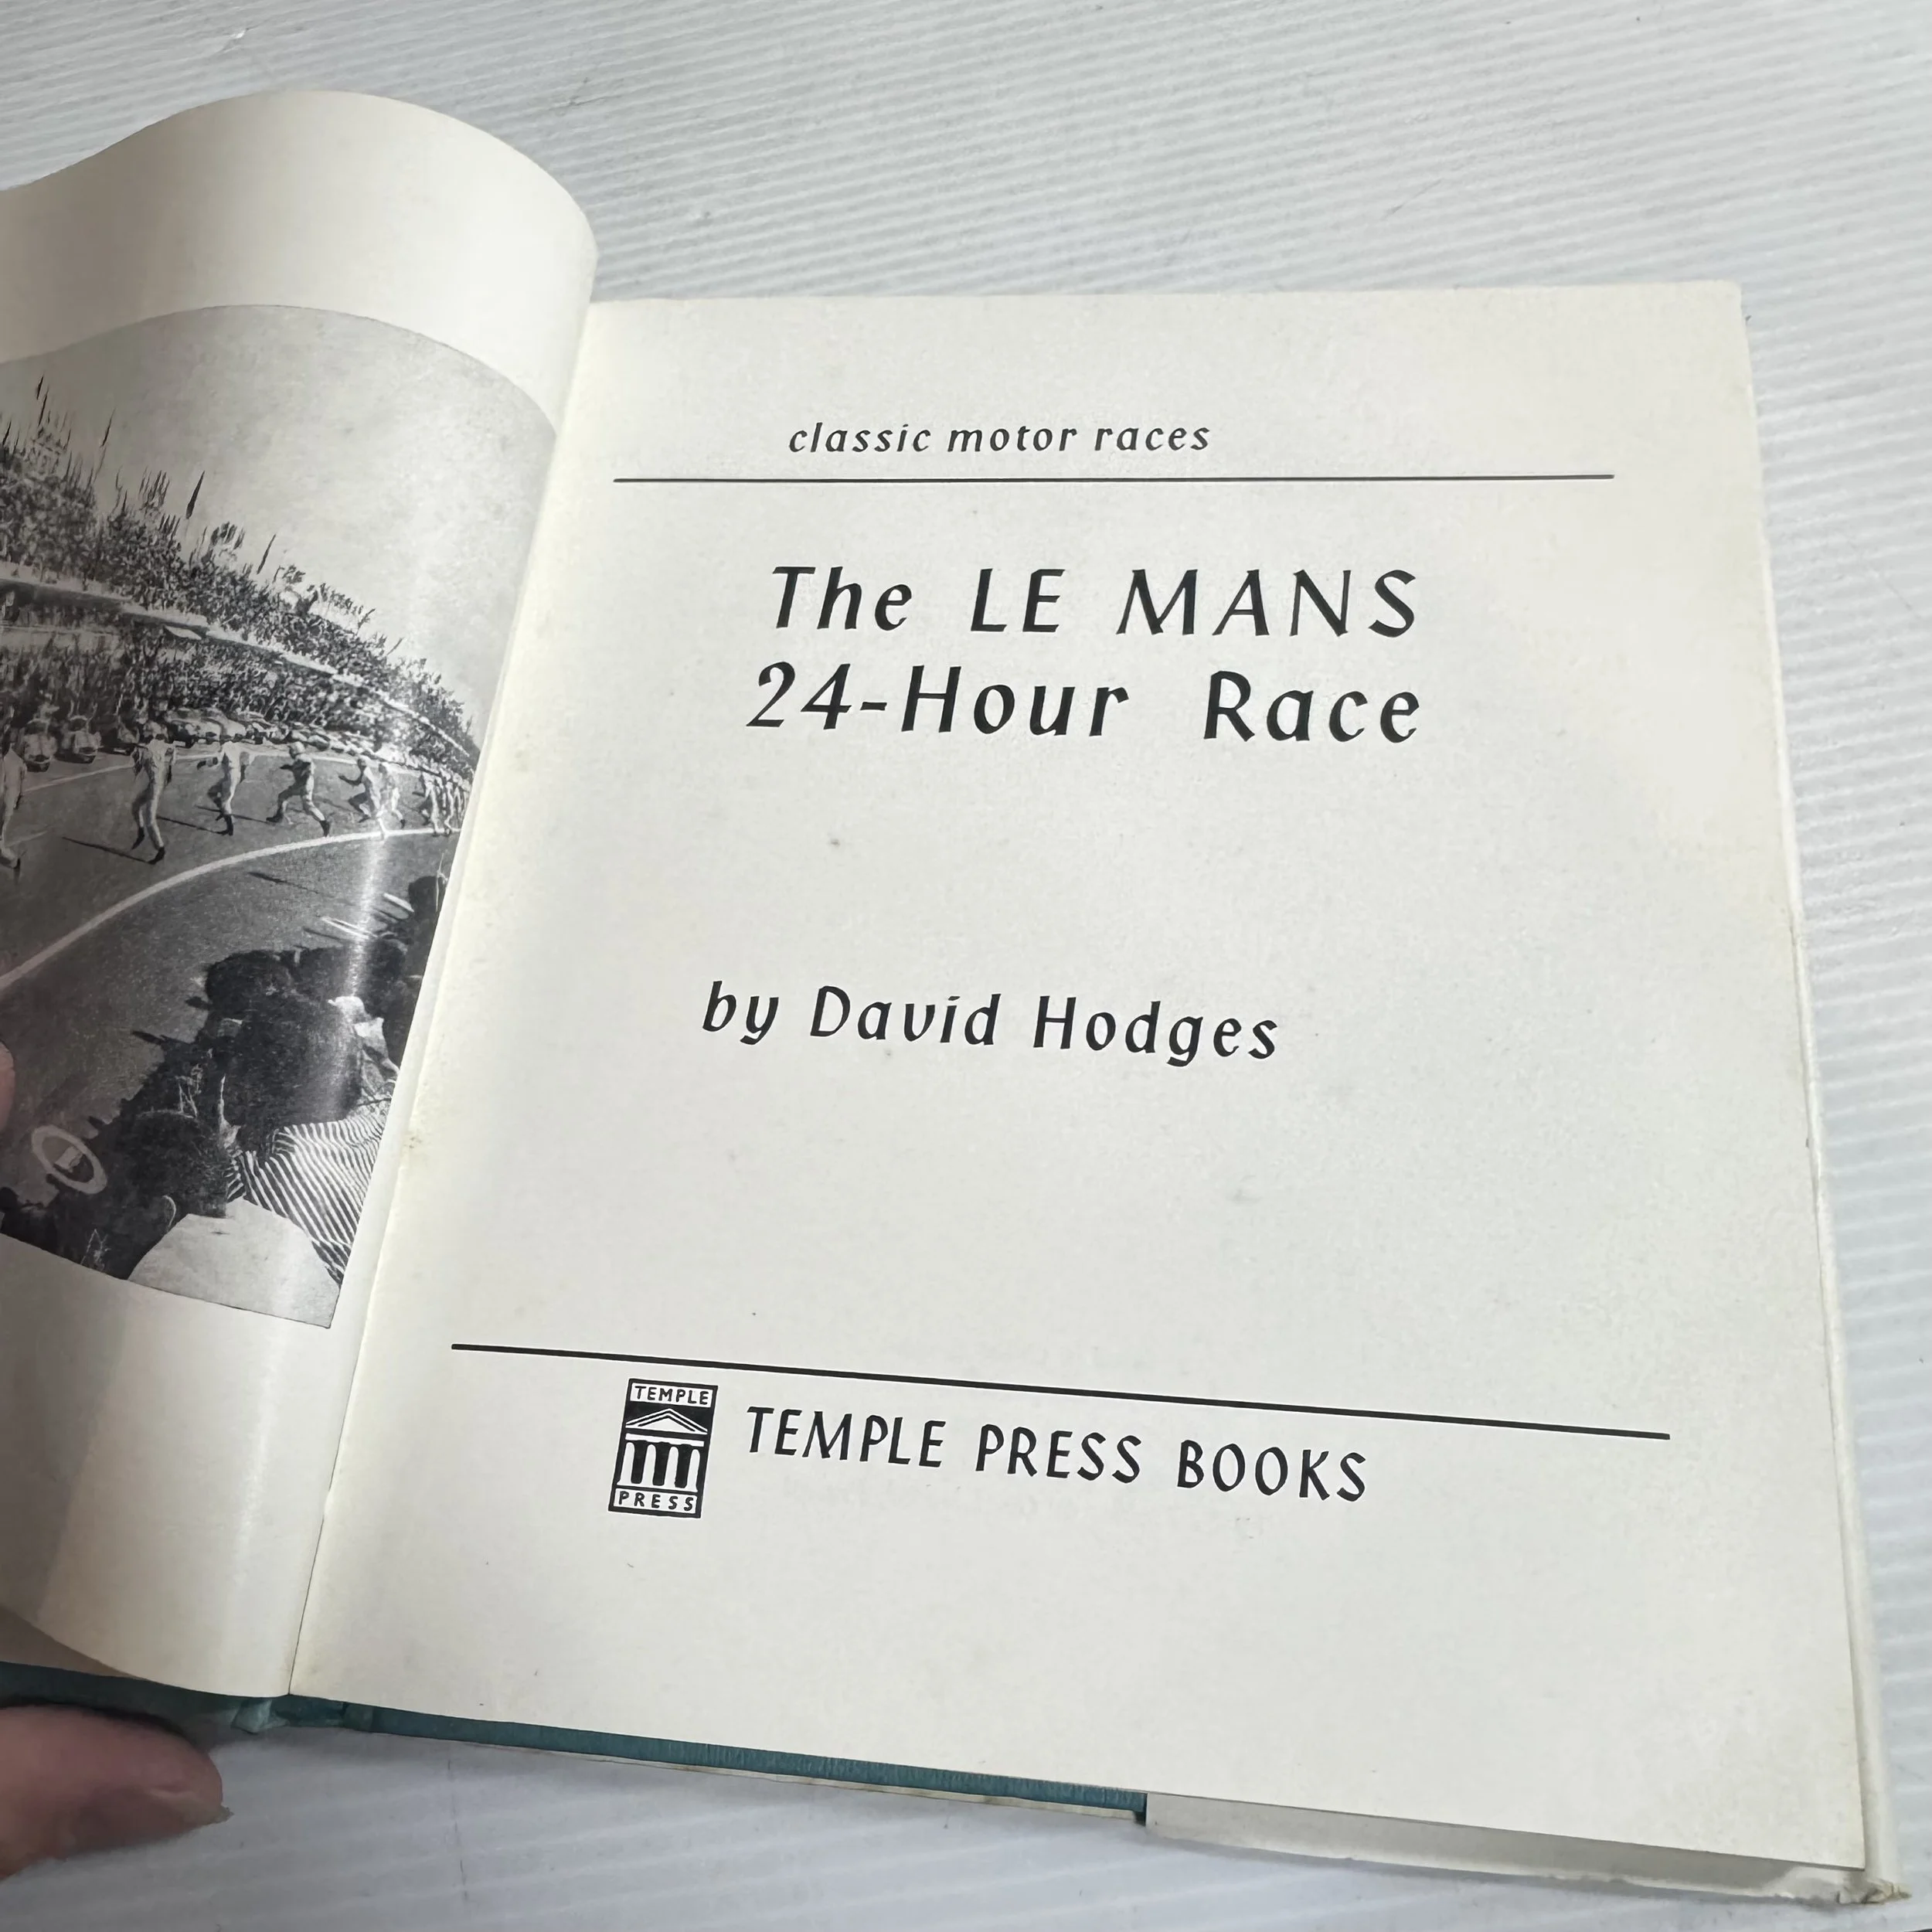 classic motor races
The LE MANS
24-Hour Race
by David Hodges
TEMPLE
PRESS
TEMPLE PRESS BOOKS